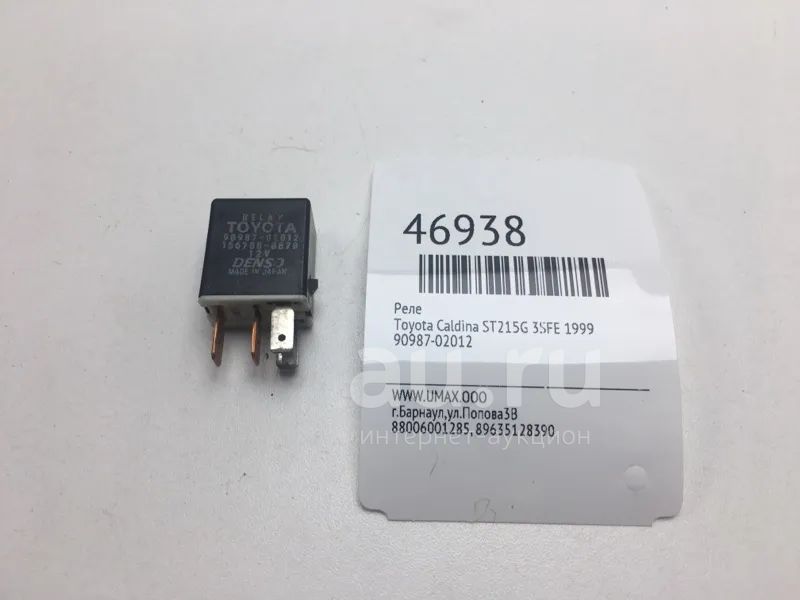 RELAY
TOYOTA
90987-02012
156700-0870
12V
DENSO
MADE IN JAPAN
46938
Реле
Toyota Caldina ST215G 3SFE 1999
90987-02012
WWW.UMAX.OOO
г.Барнаул,ул.Попова3В
88006001285, 89635128390
au.ru
интернет-аукцион